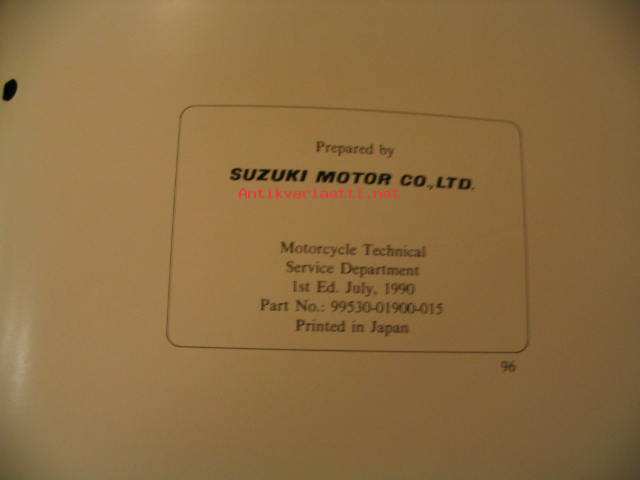 Prepared by
SUZUKI MOTOR CO.,LTD.
Antikvariaatti.net
Motorcycle Technical
Service Department
1st Ed. July, 1990
Part No.: 99530-01900-015
Printed in Japan
96